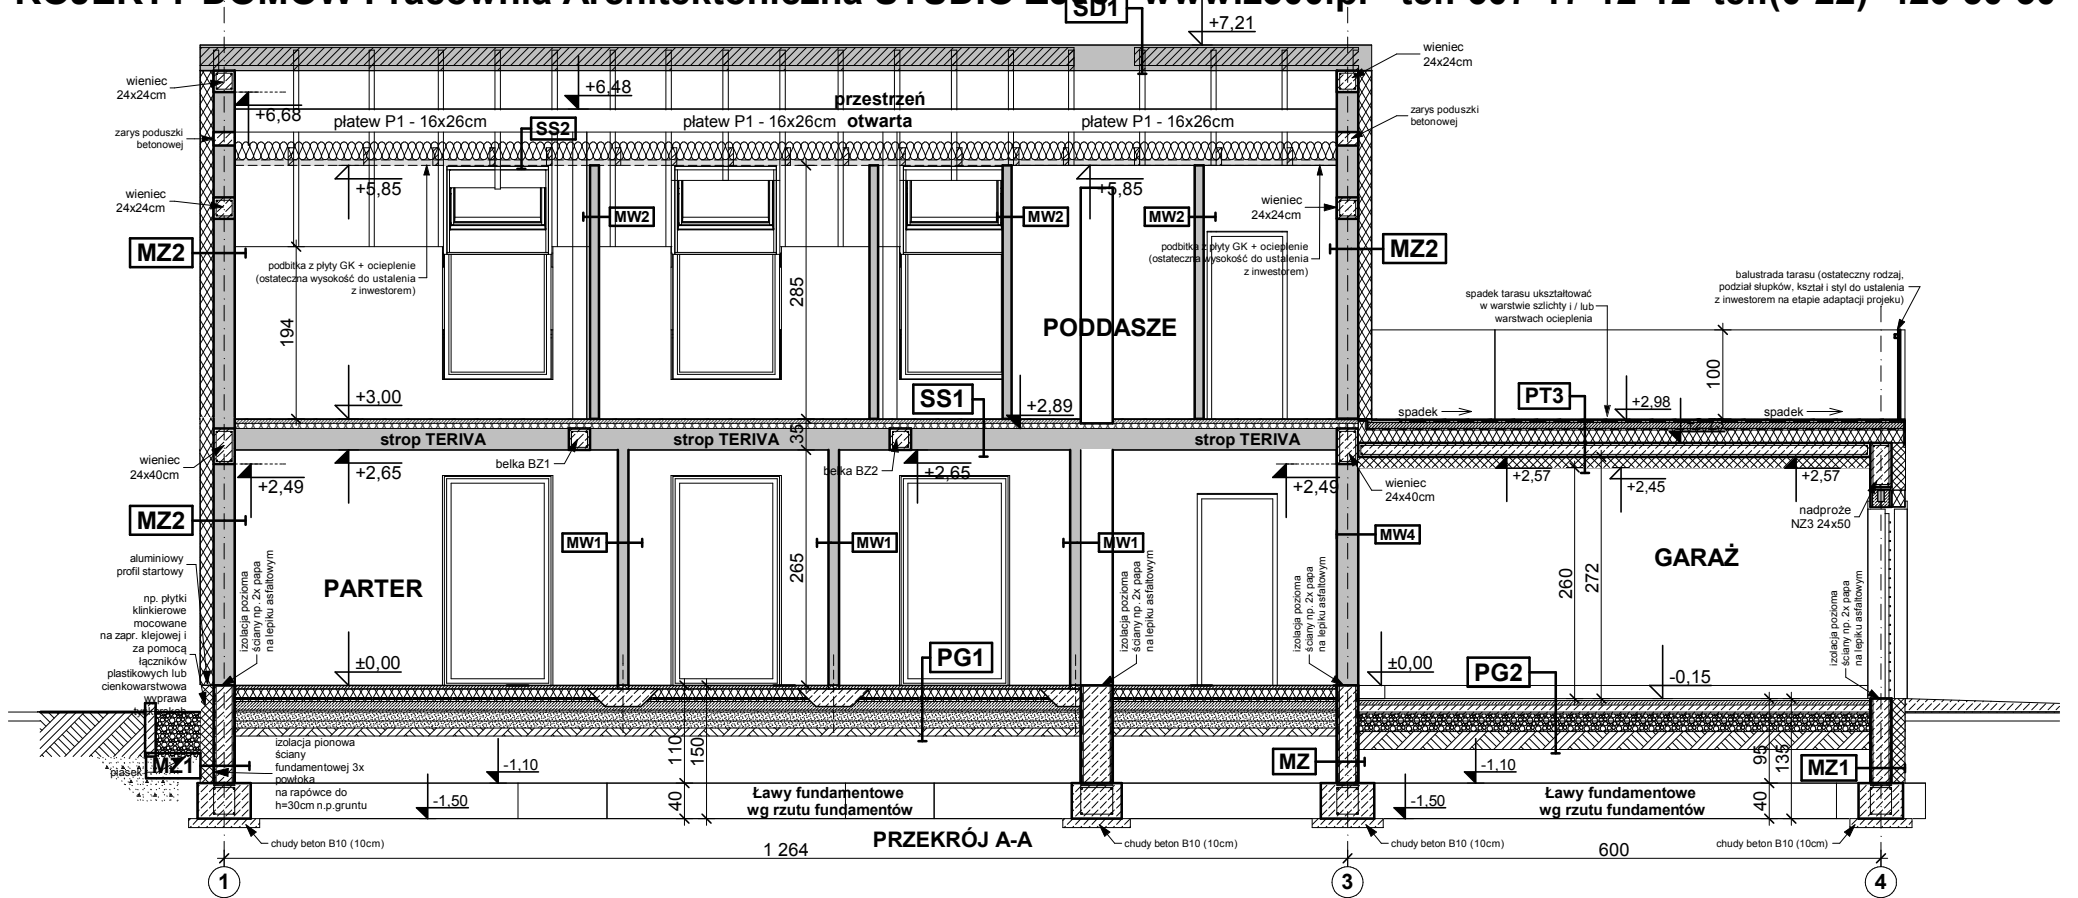 PRZEKRÓJ A-A
SD1
+7,21
wieniec
24x24cm
+6,68
+6,48
przestrzeń
otwarta
płatew P1 - 16x26cm
płatew P1 - 16x26cm
płatew P1 - 16x26cm
SS2
wieniec
24x24cm
zarys poduszki
betonowej
zarys poduszki
betonowej
+5,85
+5,85
wieniec
24x24cm
wieniec
24x24cm
MW2
MW2
MW2
MZ2
MZ2
podbitka z płyty GK + ocieplenie
(ostateczna wysokość do ustalenia
z inwestorem)
podbitka z płyty GK + ocieplenie
(ostateczna wysokość do ustalenia
z inwestorem)
194
285
PODDASZE
spadek tarasu ukształtować
w warstwie szlichty i / lub
warstwach ocieplenia
balustrada tarasu (ostateczny rodzaj,
podział słupków, kształ i styl do ustalenia
z inwestorem na etapie adaptacji projeku)
100
+3,00
SS1
+2,89
PT3
+2,98
spadek
spadek
strop TERIVA
strop TERIVA
strop TERIVA
35
wieniec
24x40cm
belka BZ1
belka BZ2
+2,49
+2,65
+2,65
+2,49
wieniec
24x40cm
+2,57
+2,45
+2,57
nadproże
NZ3 24x50
MZ2
MW1
MW1
MW1
MW4
aluminiowy
profil startowy
izolacja pozioma
ściany np. 2x papa
na lepiku asfaltowym
izolacja pozioma
ściany np. 2x papa
na lepiku asfaltowym
izolacja pozioma
ściany np. 2x papa
na lepiku asfaltowym
izolacja pozioma
ściany np. 2x papa
na lepiku asfaltowym
PARTER
265
260
272
GARAŻ
np. płytki
klinkierowe
mocowane
na zapr. klejowej i
za pomocą
łączników
plastikowych lub
cienkowarstwowa
wyprawa
±0,00
PG1
±0,00
PG2
-0,15
piasek
MZ1
izolacja pionowa
ściany
fundamentowej 3x
powłoka
na rapówce do
h=30cm n.p.gruntu
-1,10
110
150
MZ
-1,10
95
135
MZ1
-1,50
40
Ławy fundamentowe
wg rzutu fundamentów
-1,50
Ławy fundamentowe
wg rzutu fundamentów
40
chudy beton B10 (10cm)
chudy beton B10 (10cm)
chudy beton B10 (10cm)
chudy beton B10 (10cm)
1 264
600
1
3
4